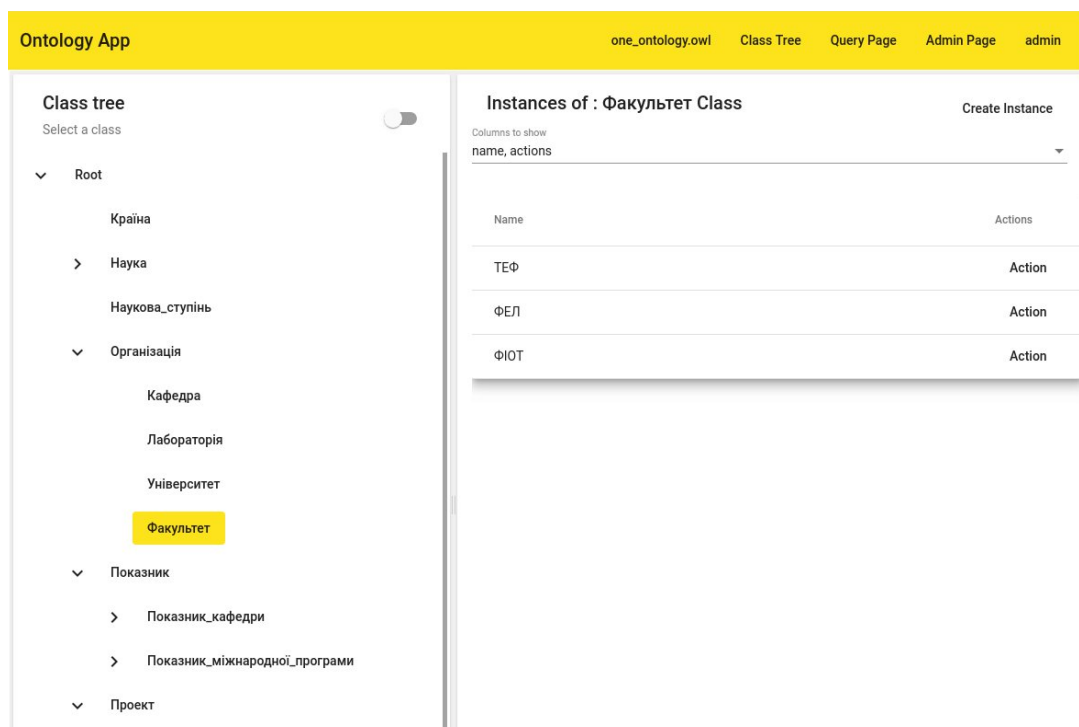 Ontology App
one_ontology.owl Class Tree Query Page Admin Page admin
Class tree
Select a class
Root
Країна
Наука
Наукова_ступінь
Організація
Кафедра
Лабораторія
Університет
Факультет
Показник
Показник_кафедри
Показник_міжнародної_програми
Проект
Instances of : Факультет Class
Create Instance
Columns to show
name, actions
Name Actions
ТЕФ Action
ФЕЛ Action
ФІОТ Action